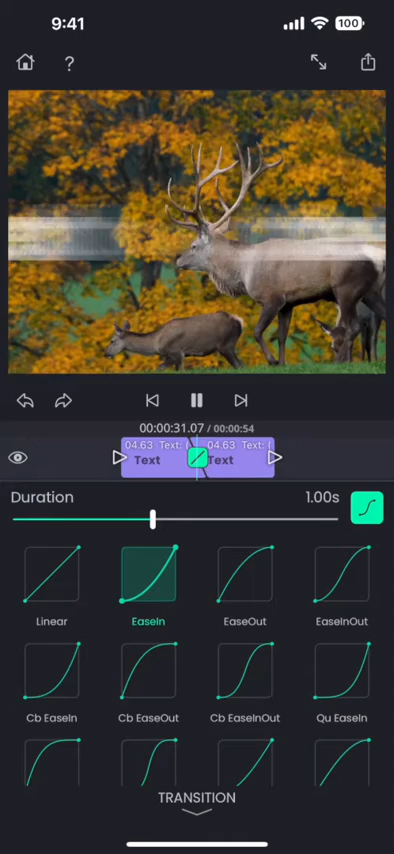 9:41
100
?
00:00:31.07 / 00:00:54
04.63 Text: (
04.63 Text: (
Text
Text
Duration
1.00s
Linear
EaseIn
EaseOut
EaseInOut
Cb EaseIn
Cb EaseOut
Cb EaseInOut
Qu EaseIn
TRANSITION